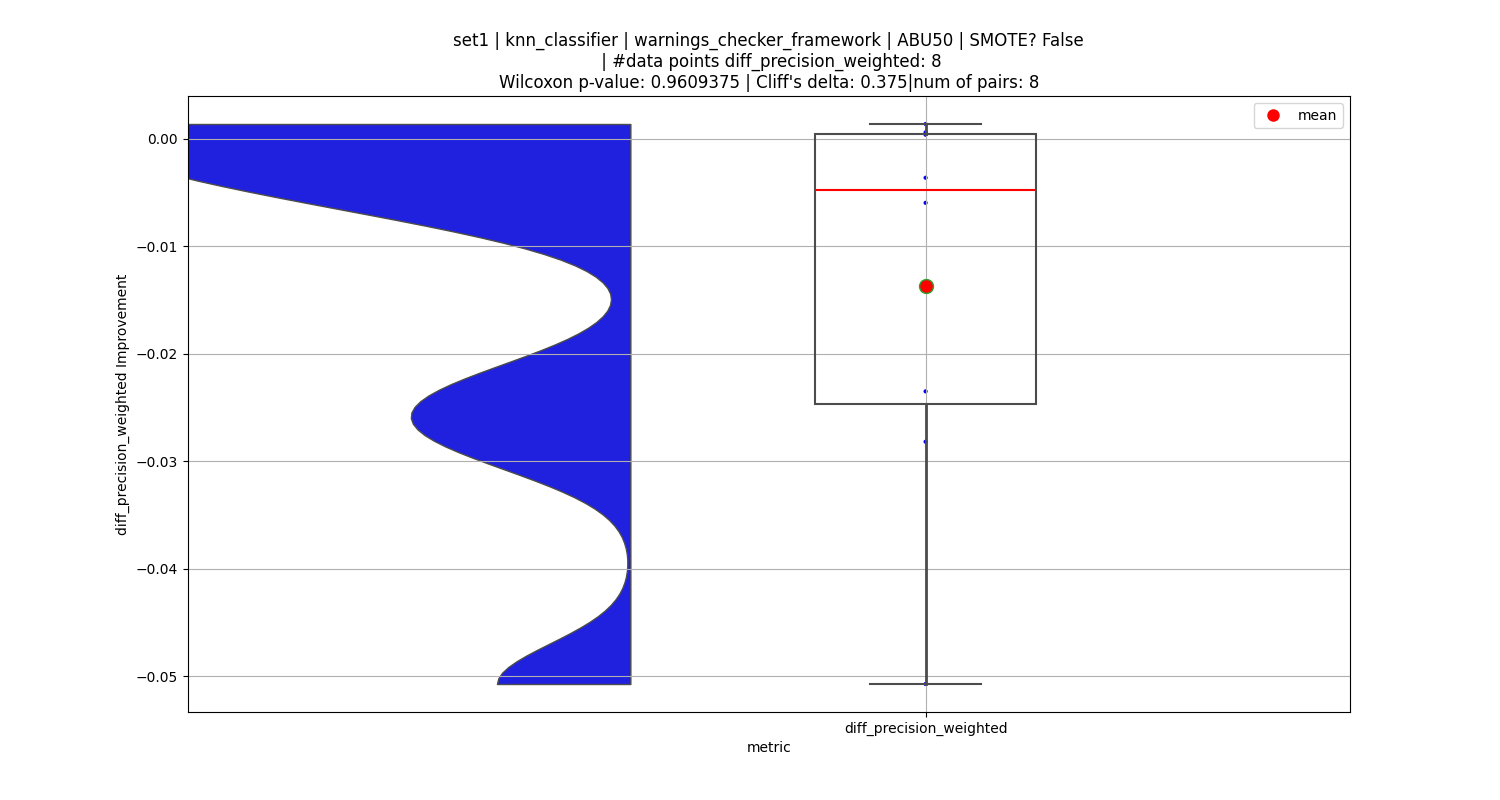 set1 | knn_classifier | warnings_checker_framework | ABU50 | SMOTE? False
| #data points diff_precision_weighted: 8
Wilcoxon p-value: 0.9609375 | Cliff's delta: 0.375|num of pairs: 8
mean
0.00
−0.01
−0.02
−0.03
−0.04
−0.05
diff_precision_weighted Improvement
diff_precision_weighted
metric